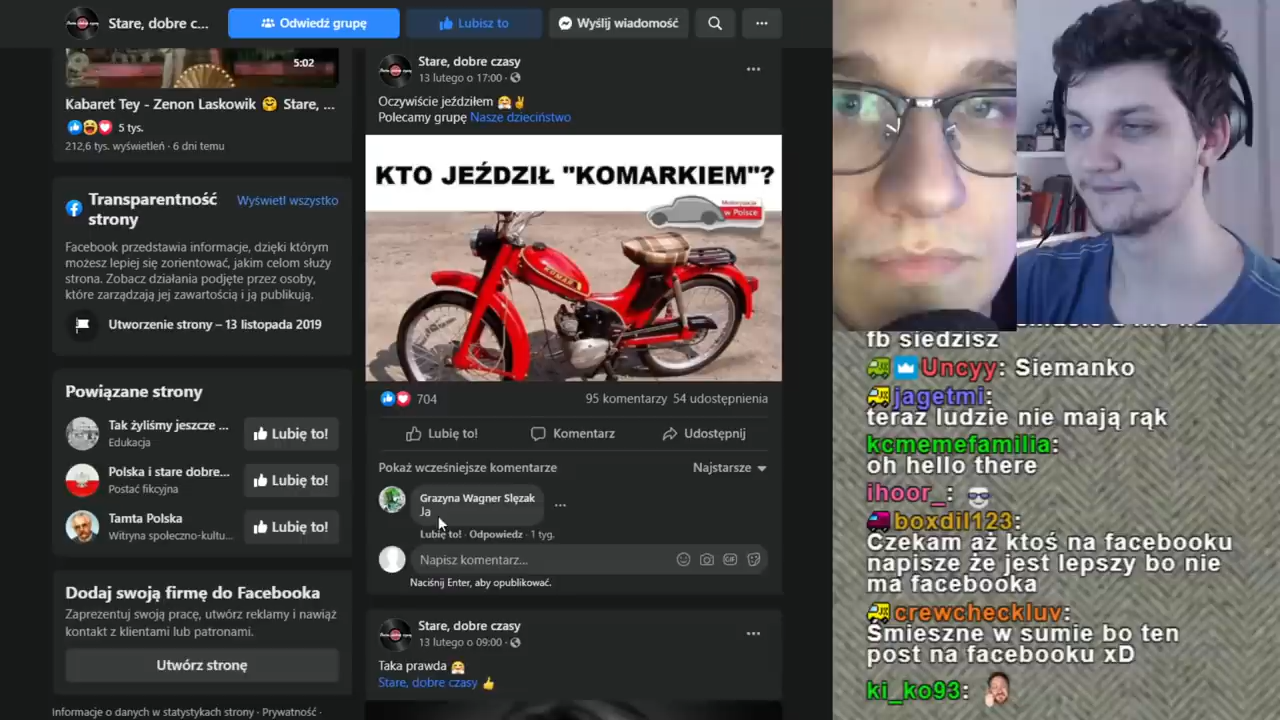 Stare, dobre c...
Odwiedź grupę
Lubisz to
Wyślij wiadomość
5:02
Kabaret Tey - Zenon Laskowik 🤗 Stare, ...
5 tys.
212,6 tys. wyświetleń · 6 dni temu
Transparentność
strony
Wyświetl wszystko
Facebook przedstawia informacje, dzięki którym
możesz lepiej się zorientować, jakim celom służy
strona. Zobacz działania podjęte przez osoby,
które zarządzają jej zawartością i ją publikują.
Utworzenie strony – 13 listopada 2019
Powiązane strony
Tak żyliśmy jeszcze ...
Edukacja
Lubię to!
Polska i stare dobre...
Postać fikcyjna
Lubię to!
Tamta Polska
Witryna społeczno-kultu...
Lubię to!
Dodaj swoją firmę do Facebooka
Zaprezentuj swoją pracę, utwórz reklamy i nawiąż
kontakt z klientami lub patronami.
Utwórz stronę
Informacje o danych w statystykach strony · Prywatność ·
Stare, dobre czasy
13 lutego o 17:00 ·
Oczywiście jeździłem 🤗✌
Polecamy grupę Nasze dzieciństwo
KTO JEŹDZIŁ "KOMARKIEM"?
Motoryzacja
w Polsce
KOMAR
704
95 komentarzy 54 udostępnienia
Lubię to!
Komentarz
Udostępnij
Pokaż wcześniejsze komentarze
Najstarsze
Grazyna Wagner Slęzak
Ja
Lubię to! · Odpowiedz · 1 tyg.
Napisz komentarz...
GIF
Naciśnij Enter, aby opublikować.
Stare, dobre czasy
13 lutego o 09:00 ·
Taka prawda 🤗
Stare, dobre czasy 👍
fb siedzisz
Uncyy: Siemanko
jagetmi:
teraz ludzie nie mają rąk
kcmemefamilia:
oh hello there
ihoor_:
boxdil123:
Czekam aż ktoś na facebooku
napisze że jest lepszy bo nie
ma facebooka
crewcheckluv:
Śmieszne w sumie bo ten
post na facebooku xD
ki_ko93: